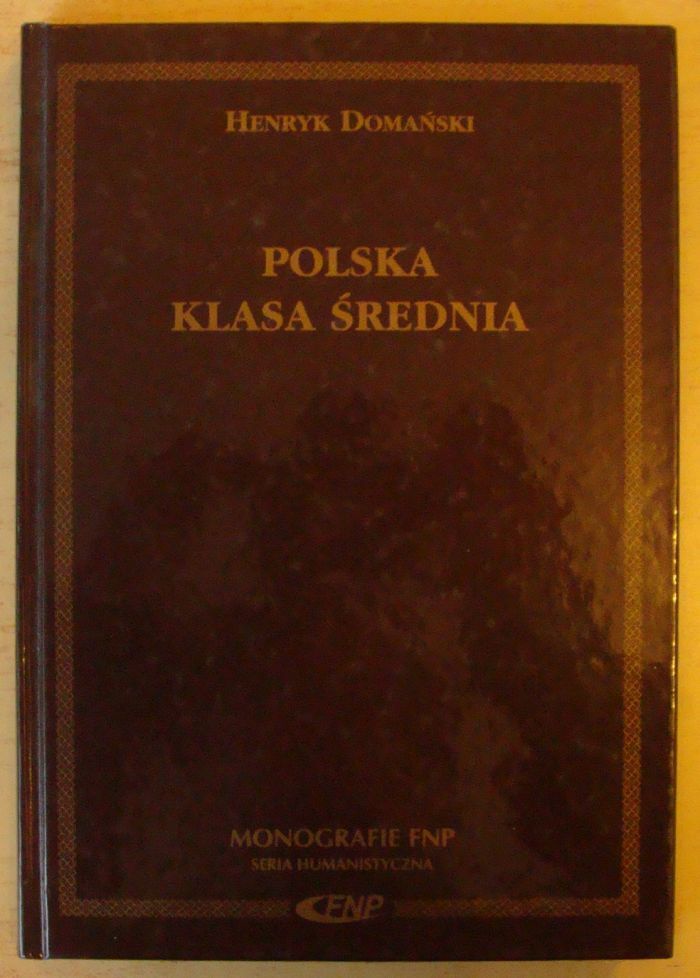 HENRYK DOMAŃSKI
POLSKA
KLASA ŚREDNIA
MONOGRAFIE FNP
SERIA HUMANISTYCZNA
FNP